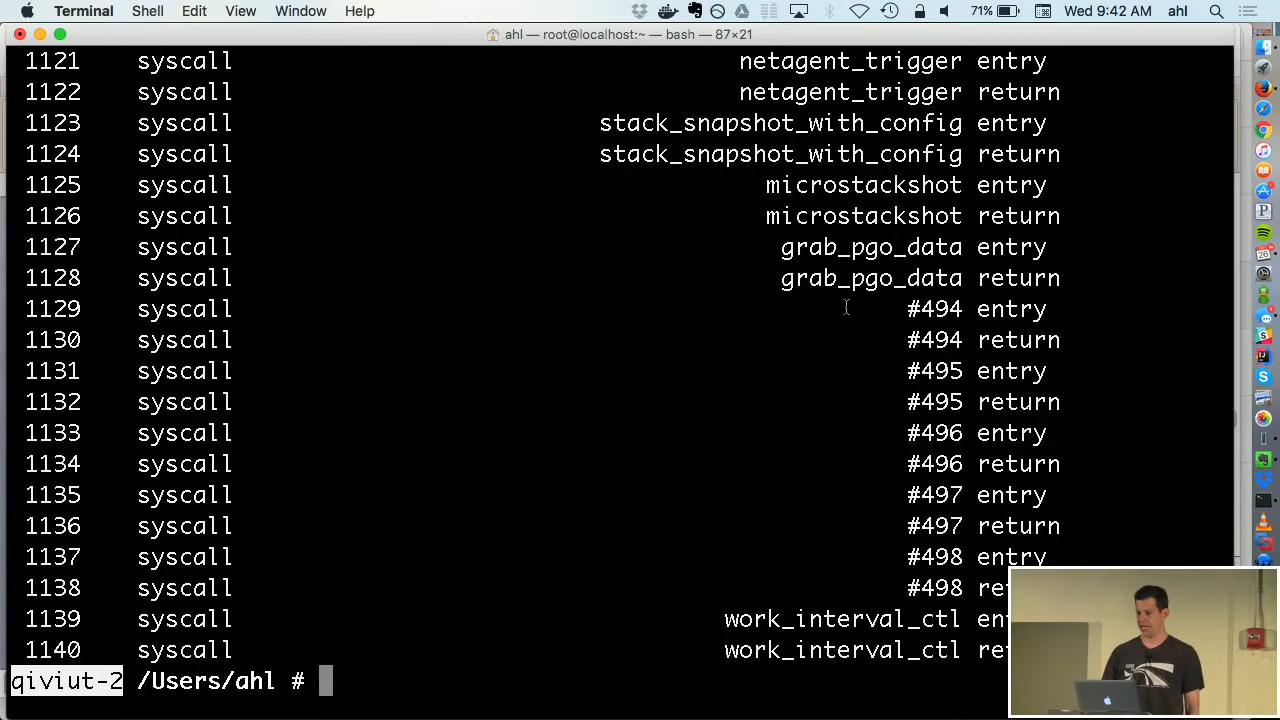 Terminal Shell Edit View Window Help 71% Wed 9:42 AM ahl
ahl — root@localhost:~ — bash — 87×21
1121 syscall netagent_trigger entry
1122 syscall netagent_trigger return
1123 syscall stack_snapshot_with_config entry
1124 syscall stack_snapshot_with_config return
1125 syscall microstackshot entry
1126 syscall microstackshot return
1127 syscall grab_pgo_data entry
1128 syscall grab_pgo_data return
1129 syscall #494 entry
1130 syscall #494 return
1131 syscall #495 entry
1132 syscall #495 return
1133 syscall #496 entry
1134 syscall #496 return
1135 syscall #497 entry
1136 syscall #497 return
1137 syscall #498 entry
1138 syscall #498
1139 syscall work_interval_ctl
1140 syscall work_interval_ctl
qiviut-2 /Users/ahl #